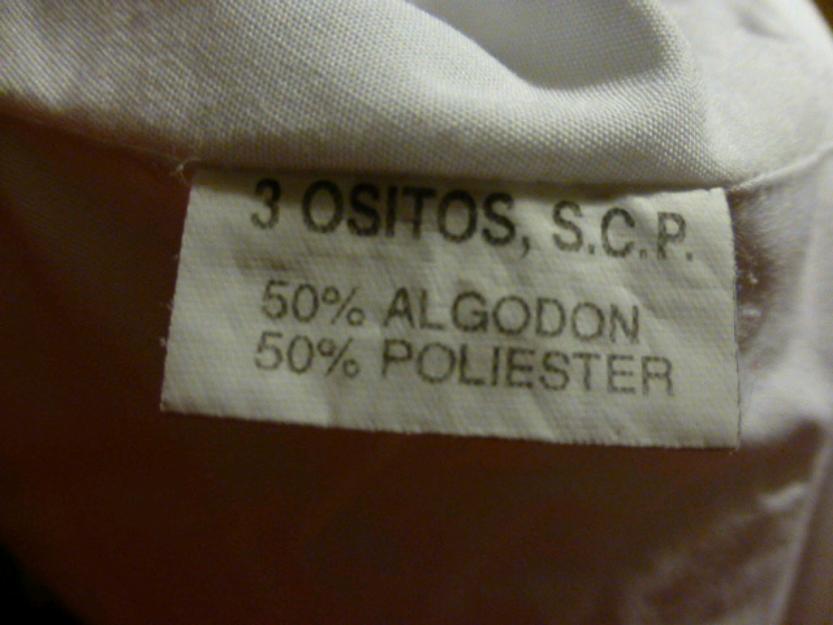 3 OSITOS, S.C.P.
50% ALGODON
50% POLIESTER